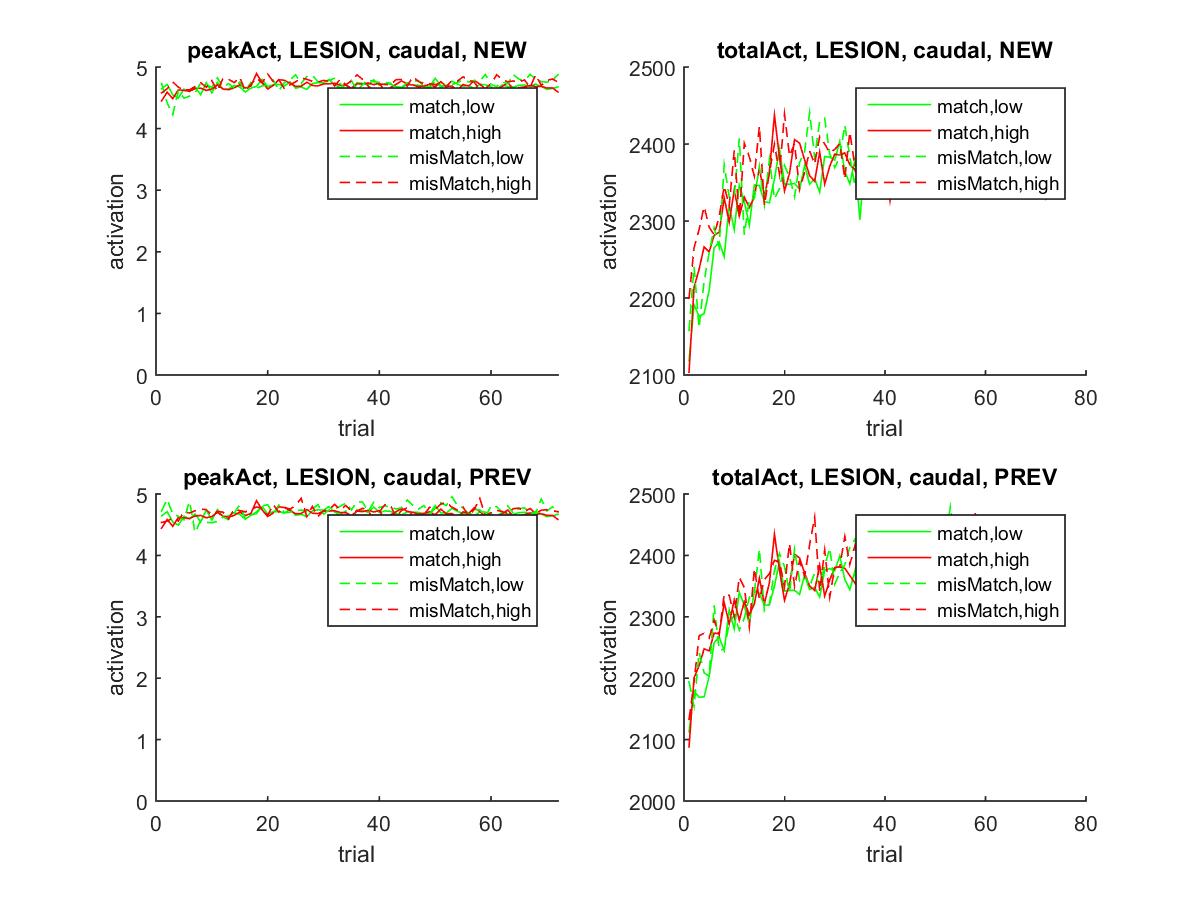 peakAct, LESION, caudal, NEW
5
4
3
2
1
0
activation
match,low
match,high
misMatch,low
misMatch,high
0 20 40 60
trial
totalAct, LESION, caudal, NEW
2500
2400
2300
2200
2100
activation
match,low
match,high
misMatch,low
misMatch,high
0 20 40 60 80
trial
peakAct, LESION, caudal, PREV
5
4
3
2
1
0
activation
match,low
match,high
misMatch,low
misMatch,high
0 20 40 60
trial
totalAct, LESION, caudal, PREV
2500
2400
2300
2200
2100
2000
activation
match,low
match,high
misMatch,low
misMatch,high
0 20 40 60 80
trial